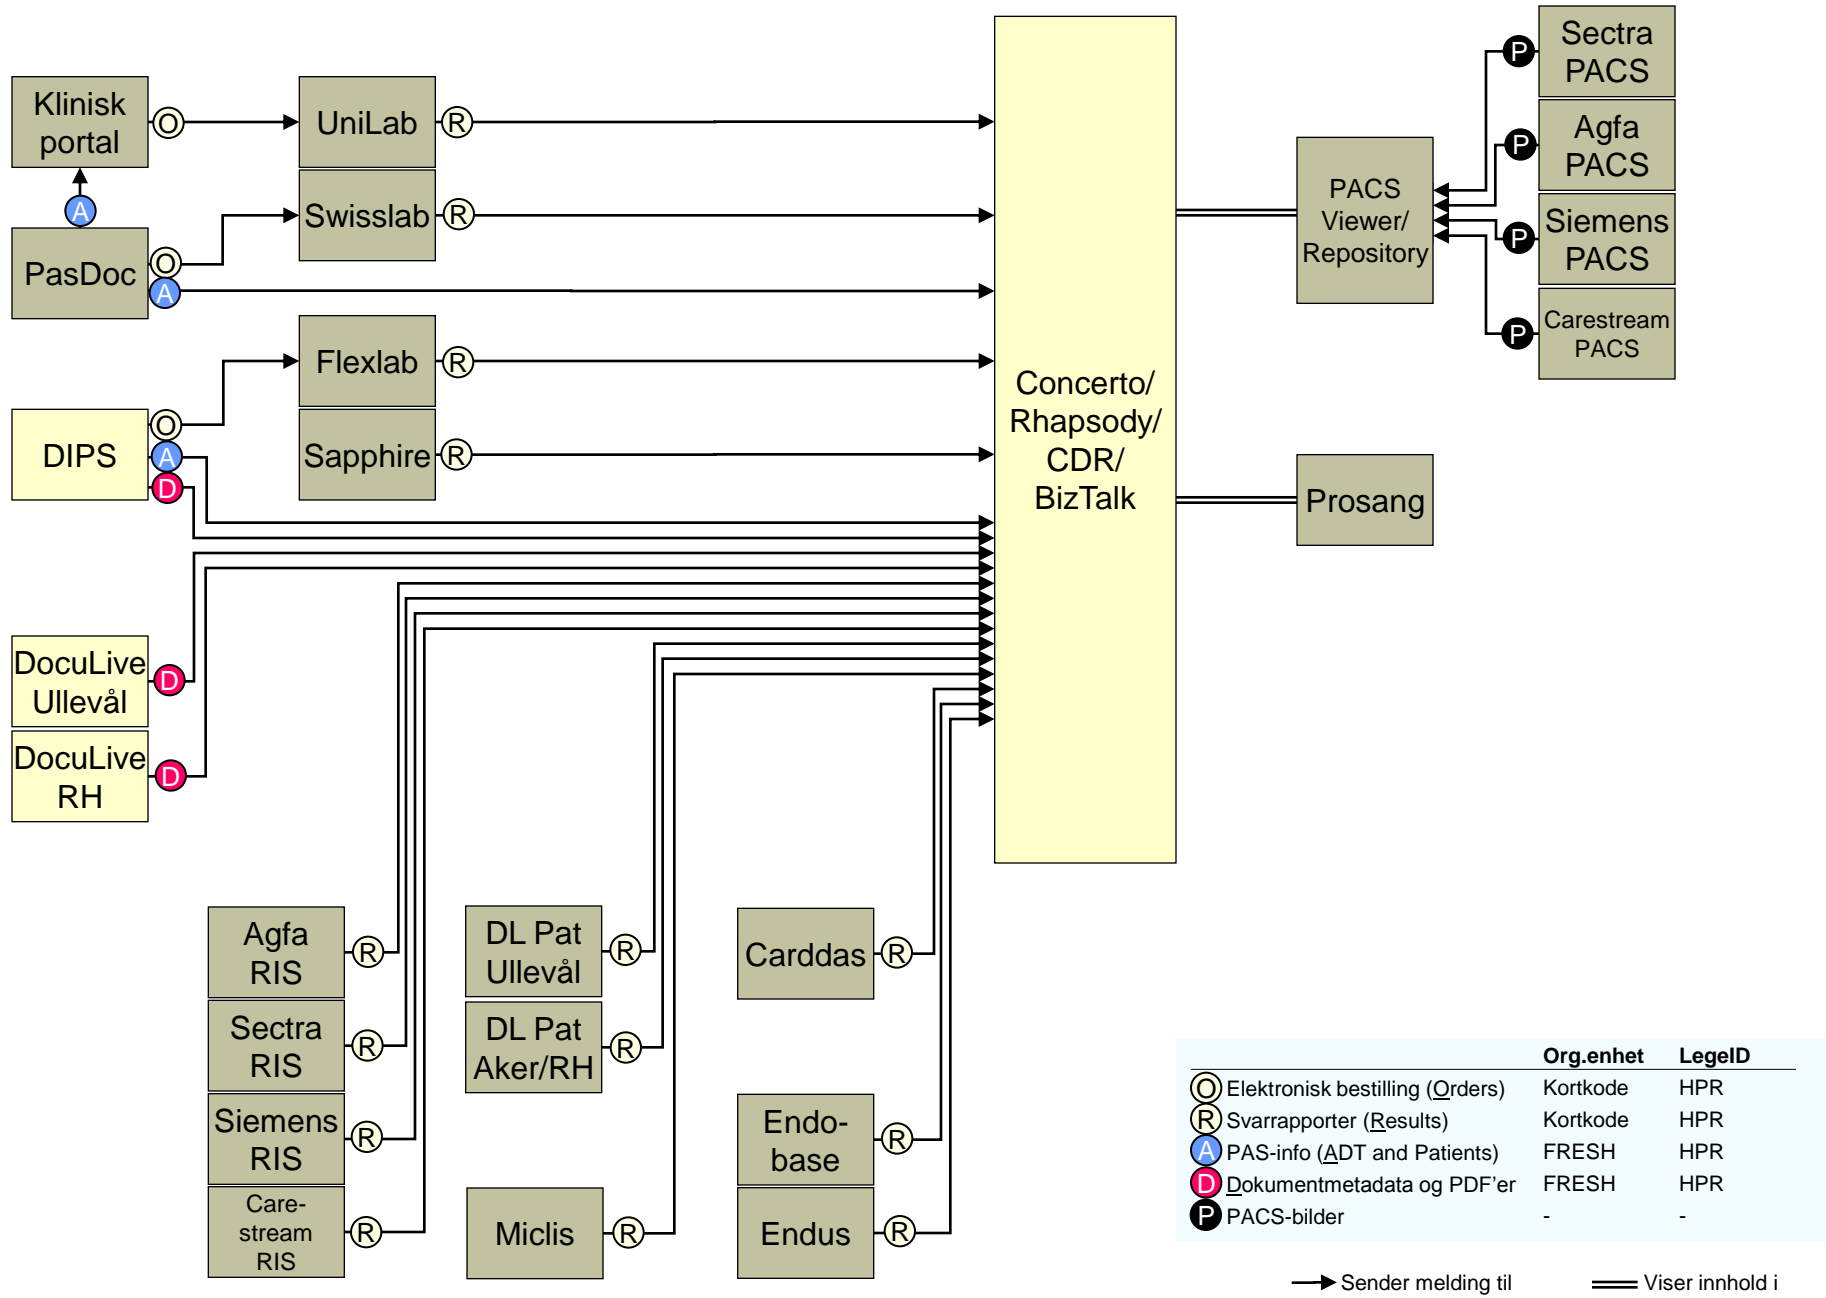 Klinisk
portal
O
UniLab
R
A
Swisslab
R
PasDoc
O
A
Flexlab
R
DIPS
O
A
D
Sapphire
R
DocuLive
Ullevål
D
DocuLive
RH
D
Concerto/
Rhapsody/
CDR/
BizTalk
PACS
Viewer/
Repository
Prosang
P
Sectra
PACS
P
Agfa
PACS
P
Siemens
PACS
P
Carestream
PACS
Agfa
RIS
R
Sectra
RIS
R
Siemens
RIS
R
Care-
stream
RIS
R
DL Pat
Ullevål
R
DL Pat
Aker/RH
R
Miclis
R
Carddas
R
Endo-
base
R
Endus
R
Org.enhet LegeID
O Elektronisk bestilling (Orders) Kortkode HPR
R Svarrapporter (Results) Kortkode HPR
A PAS-info (ADT and Patients) FRESH HPR
D Dokumentmetadata og PDF’er FRESH HPR
P PACS-bilder - -
Sender melding til Viser innhold i